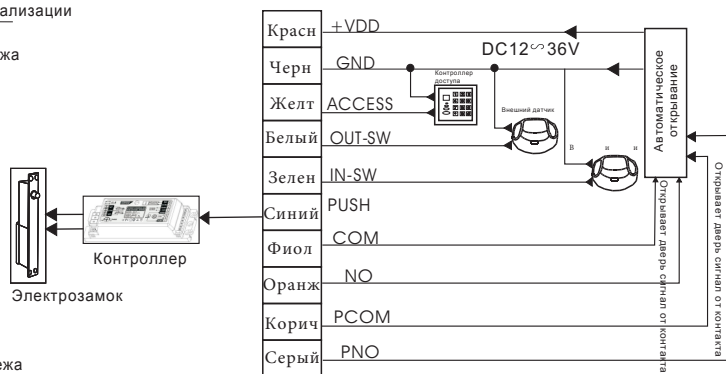 ализации
жа
Красн +VDD
DC12∽36V
Черн GND
Контроллер
доступа
Желт ACCESS
Внешний датчик
Белый OUT-SW
В и и
Зелен IN-SW
Синий PUSH
Фиол COM
Оранж NO
Корич PCOM
Серый PNO
Автоматическое
открывание
Открывает дверь сигнал от контакта
Открывает дверь сигнал от контакта
Контроллер
Электрозамок
ежа